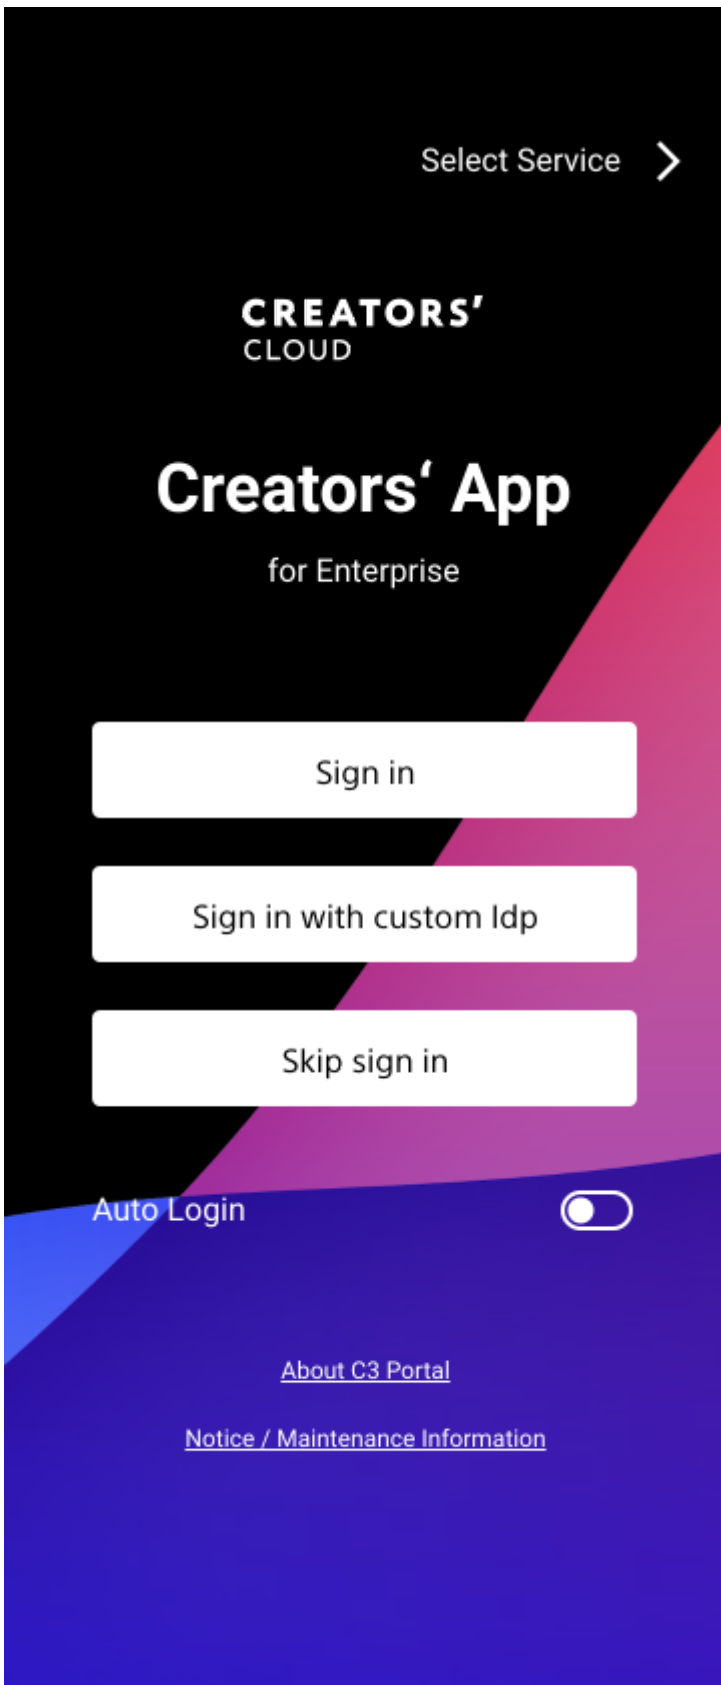 Select Service
CREATORS’
CLOUD
Creators‘ App
for Enterprise
Sign in
Sign in with custom Idp
Skip sign in
Auto Login
About C3 Portal
Notice / Maintenance Information